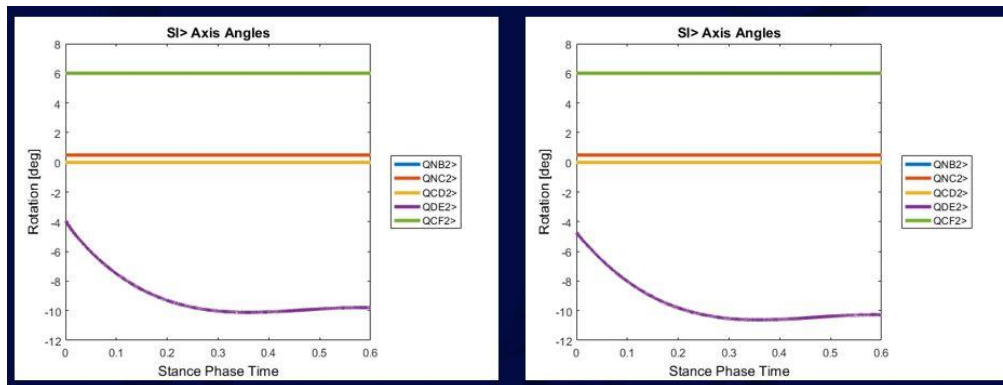 SI> Axis Angles
8
6
4
2
0
-2
-4
-6
-8
-10
-12
Rotation [deg]
0
0.1
0.2
0.3
0.4
0.5
0.6
Stance Phase Time
QNB2>
QNC2>
QCD2>
QDE2>
QCF2>
SI> Axis Angles
8
6
4
2
0
-2
-4
-6
-8
-10
-12
Rotation [deg]
0
0.1
0.2
0.3
0.4
0.5
0.6
Stance Phase Time
QNB2>
QNC2>
QCD2>
QDE2>
QCF2>